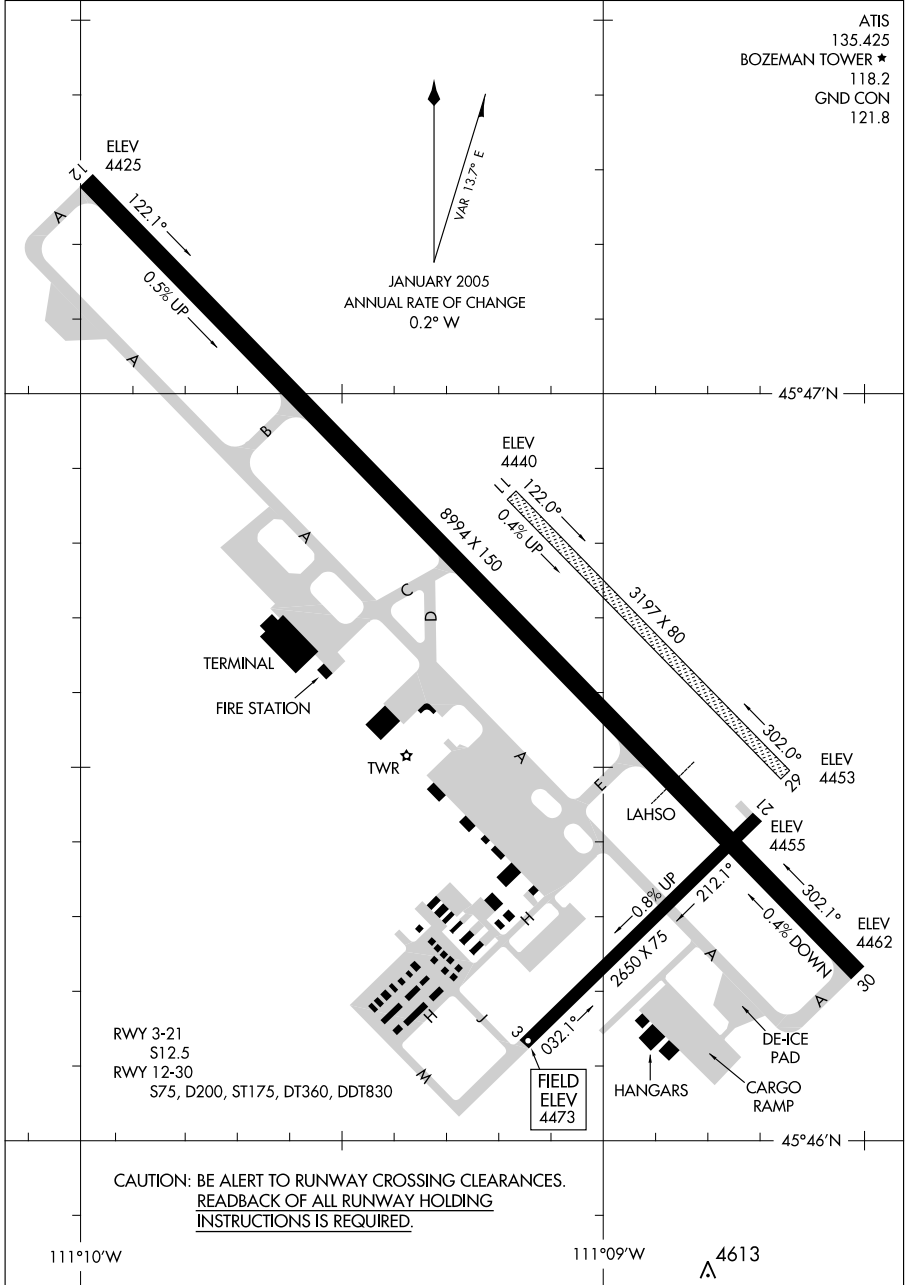 ATIS
135.425
BOZEMAN TOWER ★
118.2
GND CON
121.8
ELEV
4425
12
A
122.1°
0.5% UP
VAR 13.7° E
JANUARY 2005
ANNUAL RATE OF CHANGE
0.2° W
A
45°47'N
B
ELEV
4440
11
122.0°
0.4% UP
8994 X 150
A
C
D
3197 X 80
TERMINAL
FIRE STATION
TWR
A
E
LAHSO
302.0°
29
ELEV
4453
21
ELEV
4455
0.8% UP
212.1°
302.1°
0.4% DOWN
ELEV
4462
30
H
2650 X 75
A
A
H
J
W
3
032.1°
DE-ICE
PAD
RWY 3-21
S12.5
RWY 12-30
S75, D200, ST175, DT360, DDT830
FIELD
ELEV
4473
HANGARS
CARGO
RAMP
45°46'N
CAUTION: BE ALERT TO RUNWAY CROSSING CLEARANCES.
READBACK OF ALL RUNWAY HOLDING
INSTRUCTIONS IS REQUIRED.
111°10'W
111°09'W
4613